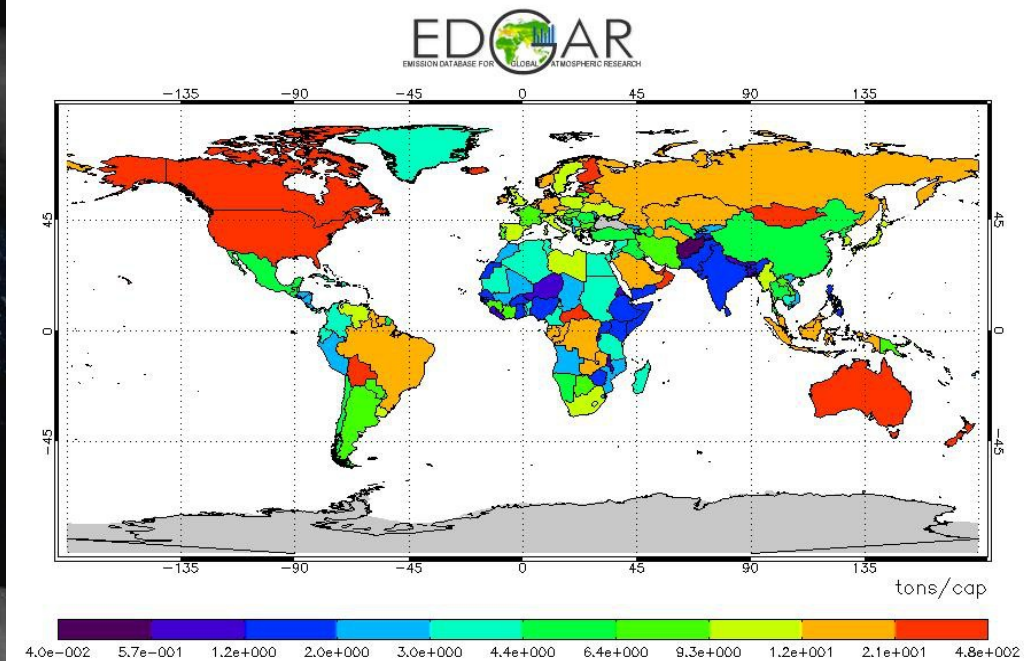 EDGAR
EMISSION DATABASE FOR GLOBAL ATMOSPHERIC RESEARCH
−135 −90 −45 0 45 90 135
45 45
0 0
−45 −45
−135 −90 −45 0 45 90 135
tons/cap
4.0e−002 5.7e−001 1.2e+000 2.0e+000 3.0e+000 4.4e+000 6.4e+000 9.3e+000 1.2e+001 2.1e+001 4.8e+002